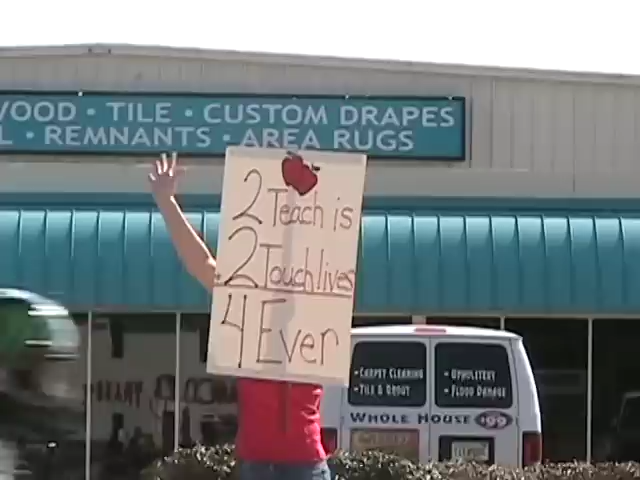 WOOD · TILE · CUSTOM DRAPES
L · REMNANTS · AREA RUGS
2 Teach is
2 Touch lives
4 Ever
• CARPET CLEANING
• TILE & GROUT
• UPHOLSTERY
• FLOOD DAMAGE
WHOLE HOUSE $99